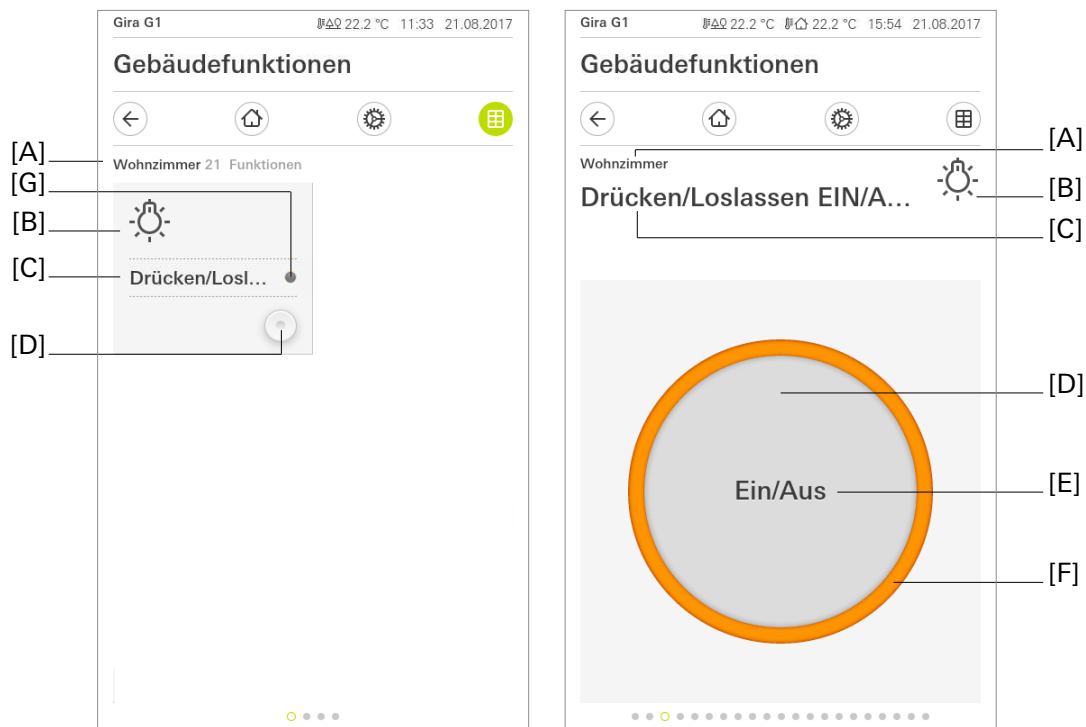 Gira G1 22.2 °C 11:33 21.08.2017
Gebäudefunktionen
[A] Wohnzimmer 21 Funktionen
[G]
[B]
[C] Drücken/Losl...
[D]
Gira G1 22.2 °C 22.2 °C 15:54 21.08.2017
Gebäudefunktionen
[A]
Wohnzimmer
[B]
Drücken/Loslassen EIN/A...
[C]
[D]
Ein/Aus [E]
[F]